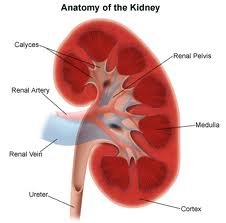 Anatomy of the Kidney
Calyces
Renal Pelvis
Renal Artery
Medulla
Renal Vein
Ureter
Cortex